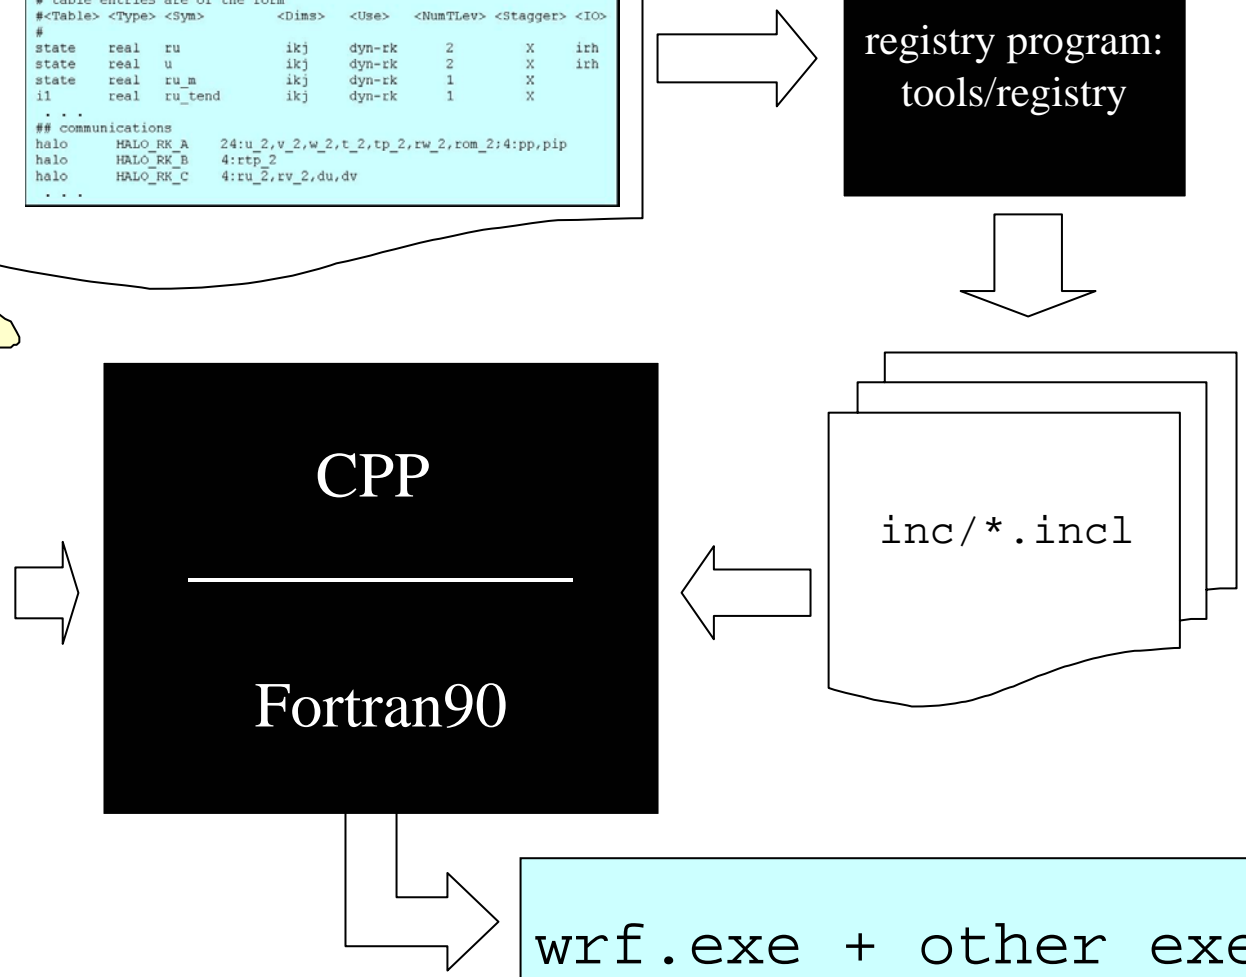 # table entries are of the form
#<Table> <Type> <Sym> <Dims> <Use> <NumTLev> <Stagger> <IO>
#
state real ru ikj dyn-rk 2 X irh
state real u ikj dyn-rk 2 X irh
state real ru_m ikj dyn-rk 1 X
i1 real ru_tend ikj dyn-rk 1 X
. . .
## communications
halo HALO_RK_A 24:u_2,v_2,w_2,t_2,tp_2,rw_2,rom_2;4:pp,pip
halo HALO_RK_B 4:rtp_2
halo HALO_RK_C 4:ru_2,rv_2,du,dv
. . .
registry program:
tools/registry
CPP
Fortran90
inc/*.incl
wrf.exe + other exe